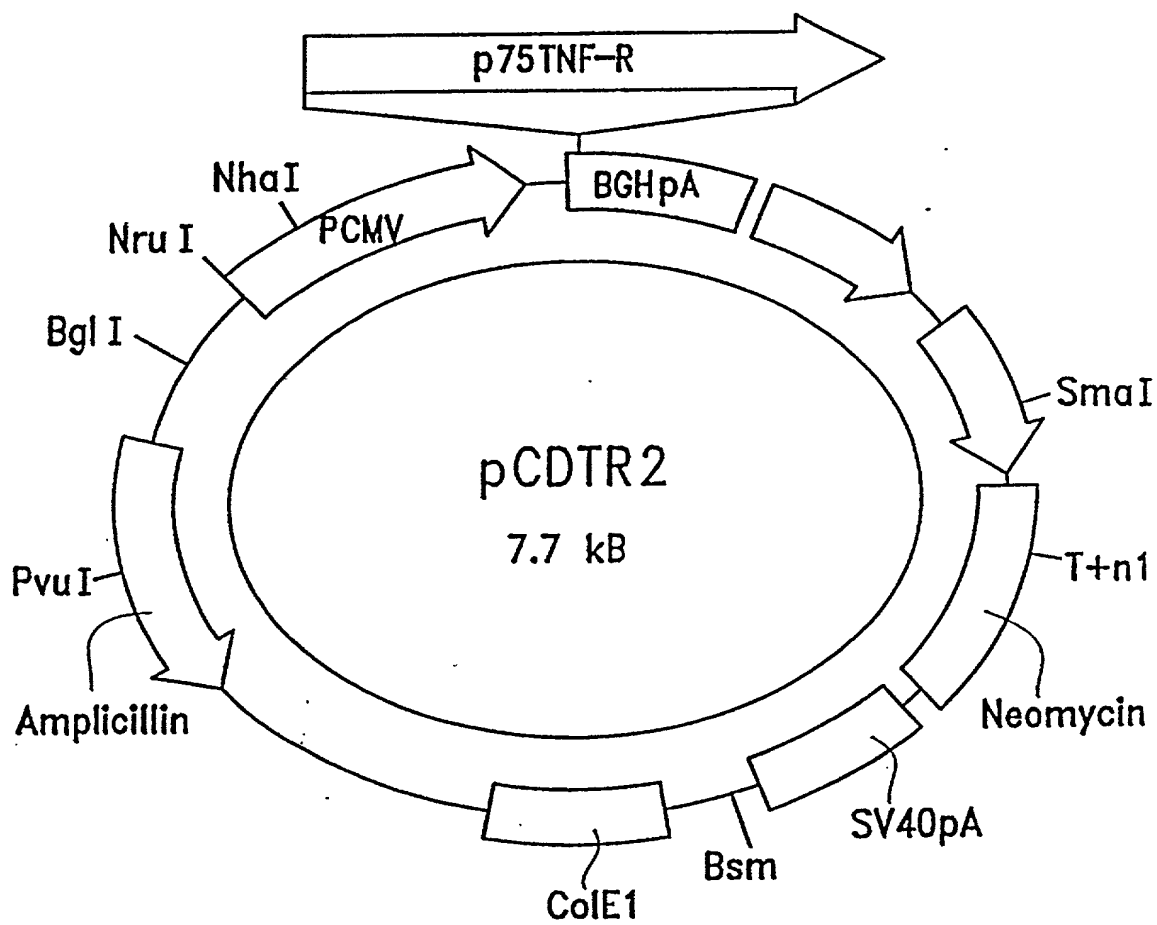 p75TNF-R
BGHpA
NhaI
PCMV
Nru I
Bgl I
SmaI
pCDTR2
7.7 kB
T+n1
PvuI
Neomycin
Amplicillin
SV40pA
Bsm
ColE1